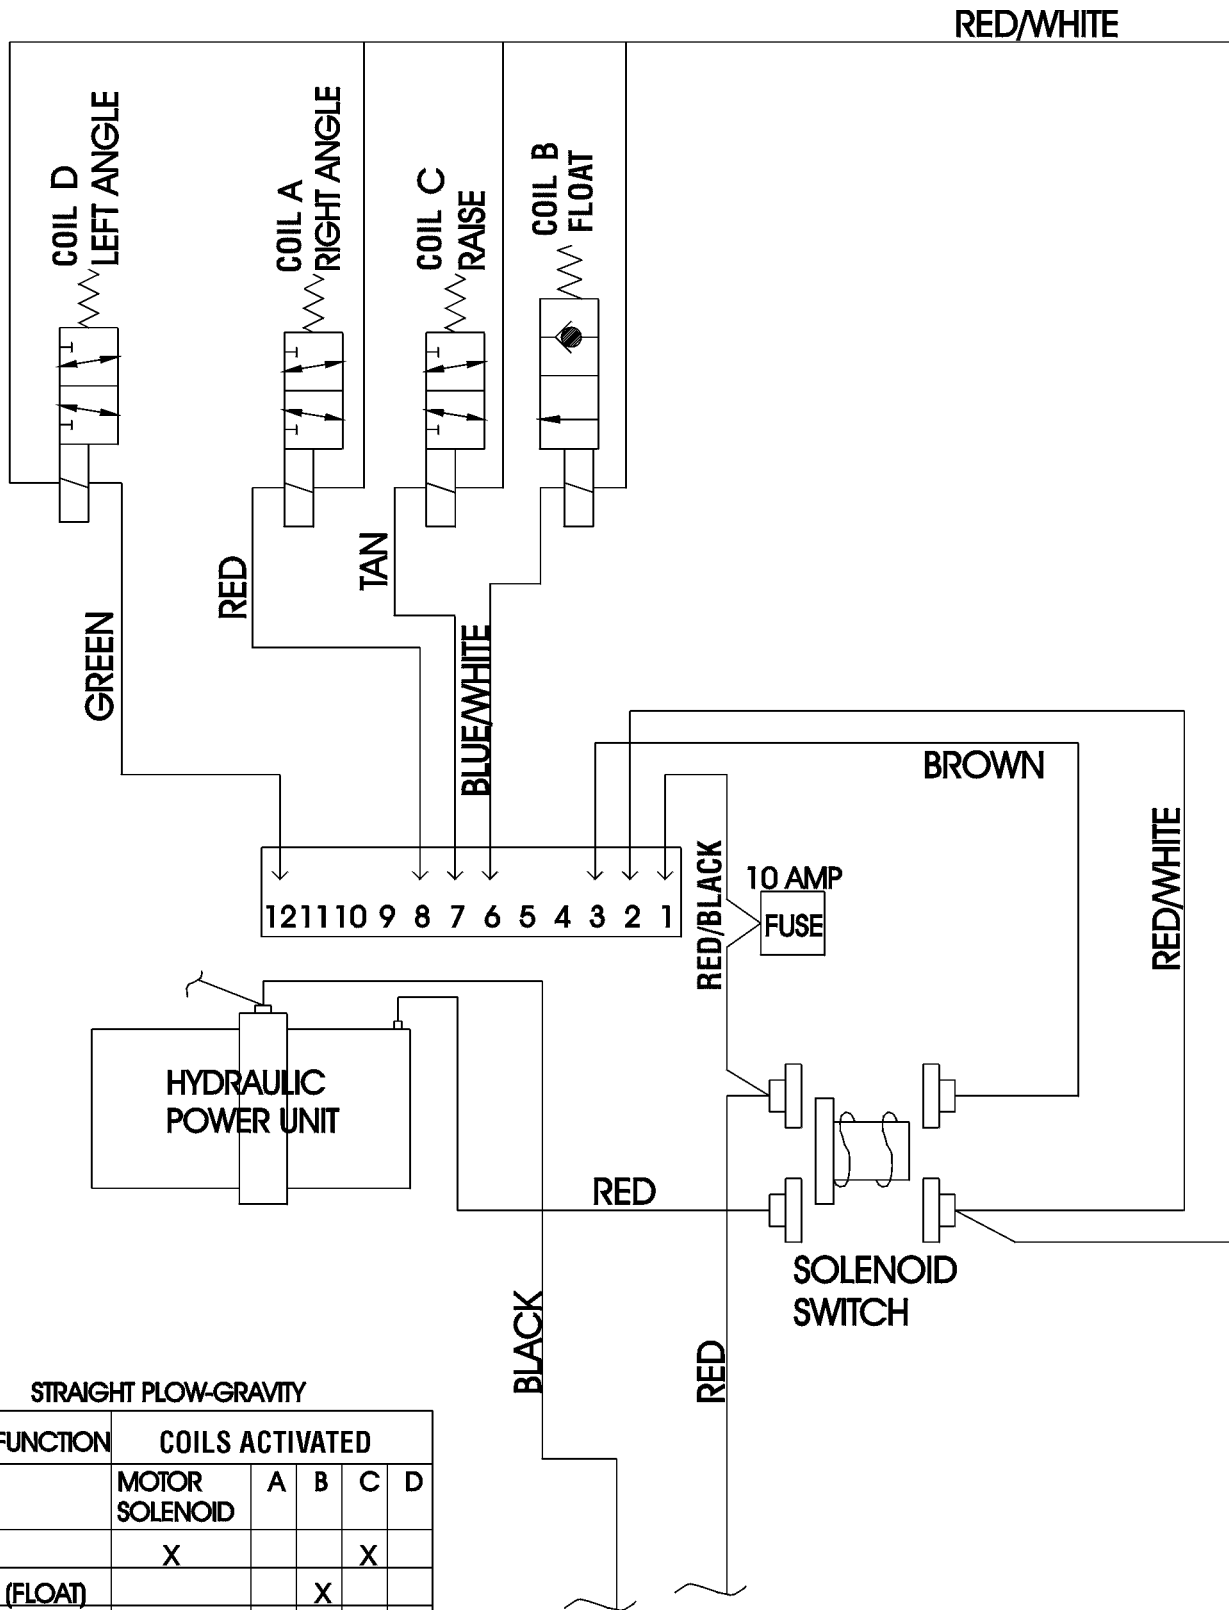 RED/WHITE
COIL D
LEFT ANGLE
COIL A
RIGHT ANGLE
COIL C
RAISE
COIL B
FLOAT
GREEN
RED
TAN
BLUE/WHITE
BROWN
RED/WHITE
RED/BLACK
10 AMP
FUSE
12 11 10 9 8 7 6 5 4 3 2 1
HYDRAULIC
POWER UNIT
RED
SOLENOID
SWITCH
BLACK
RED
STRAIGHT PLOW-GRAVITY
FUNCTION COILS ACTIVATED
MOTOR A B C D
SOLENOID
X X
(FLOAT) X